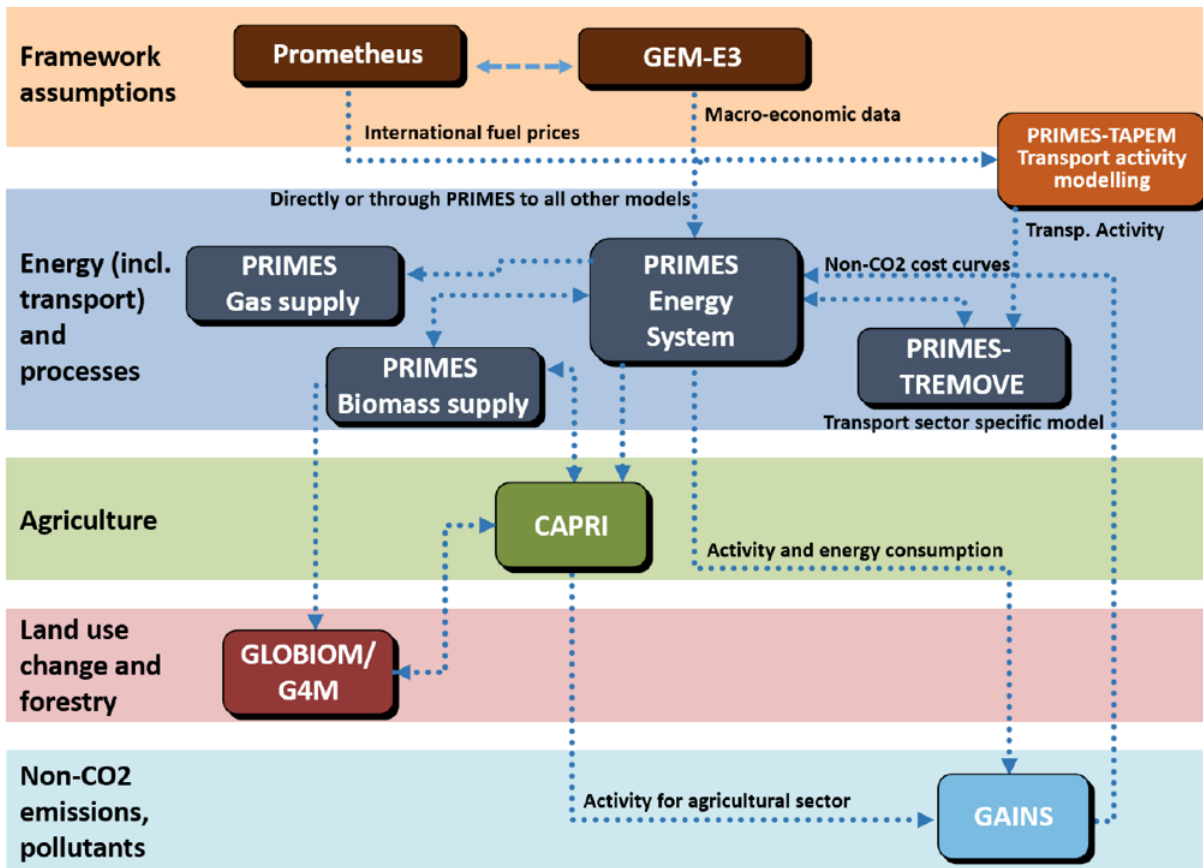 Framework
assumptions
Prometheus
GEM-E3
International fuel prices
Macro-economic data
PRIMES-TAPEM
Transport activity
modelling
Directly or through PRIMES to all other models
Transp. Activity
Energy (incl.
transport)
and
processes
PRIMES
Gas supply
PRIMES
Energy
System
Non-CO2 cost curves
PRIMES
Biomass supply
PRIMES-
TREMOVE
Transport sector specific model
Agriculture
CAPRI
Activity and energy consumption
Land use
change and
forestry
GLOBIOM/
G4M
Non-CO2
emissions,
pollutants
Activity for agricultural sector
GAINS